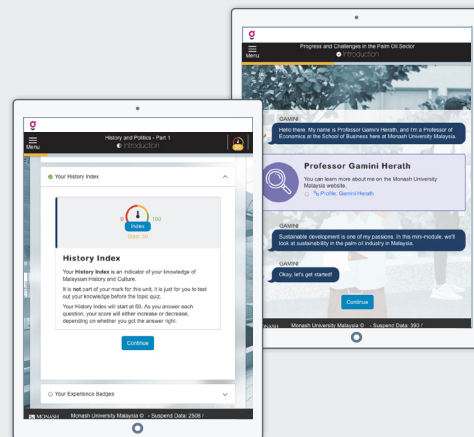 g
Menu
History and Politics - Part 1
Introduction
Your History Index
0
100
Index
History Index
Your History Index is an indicator of your knowledge of
Malaysian History and Culture.
It is not part of your mark for this unit, it is just for you to test
out your knowledge before the topic quiz.
Your History Index will start at 50. As you answer each
question, your score will either increase or decrease,
depending on whether you got the answer right.
Continue
Your Experience Badges
MONASH
Monash University Malaysia © - Suspend Data: 2508 /
g
Menu
Progress and Challenges in the Palm Oil Sector
Introduction
GAMINI
Hello there. My name is Professor Gamini Herath, and I'm a Professor of
Economics at the School of Business here at Monash University Malaysia.
Professor Gamini Herath
You can learn more about me on the Monash University
Malaysia website.
Profile: Gamini Herath
GAMINI
Sustainable development is one of my passions. In this mini-module, we'll
look at sustainability in the palm oil industry in Malaysia.
GAMINI
Okay, let's get started!
Continue
Monash University Malaysia © - Suspend Data: 390 /